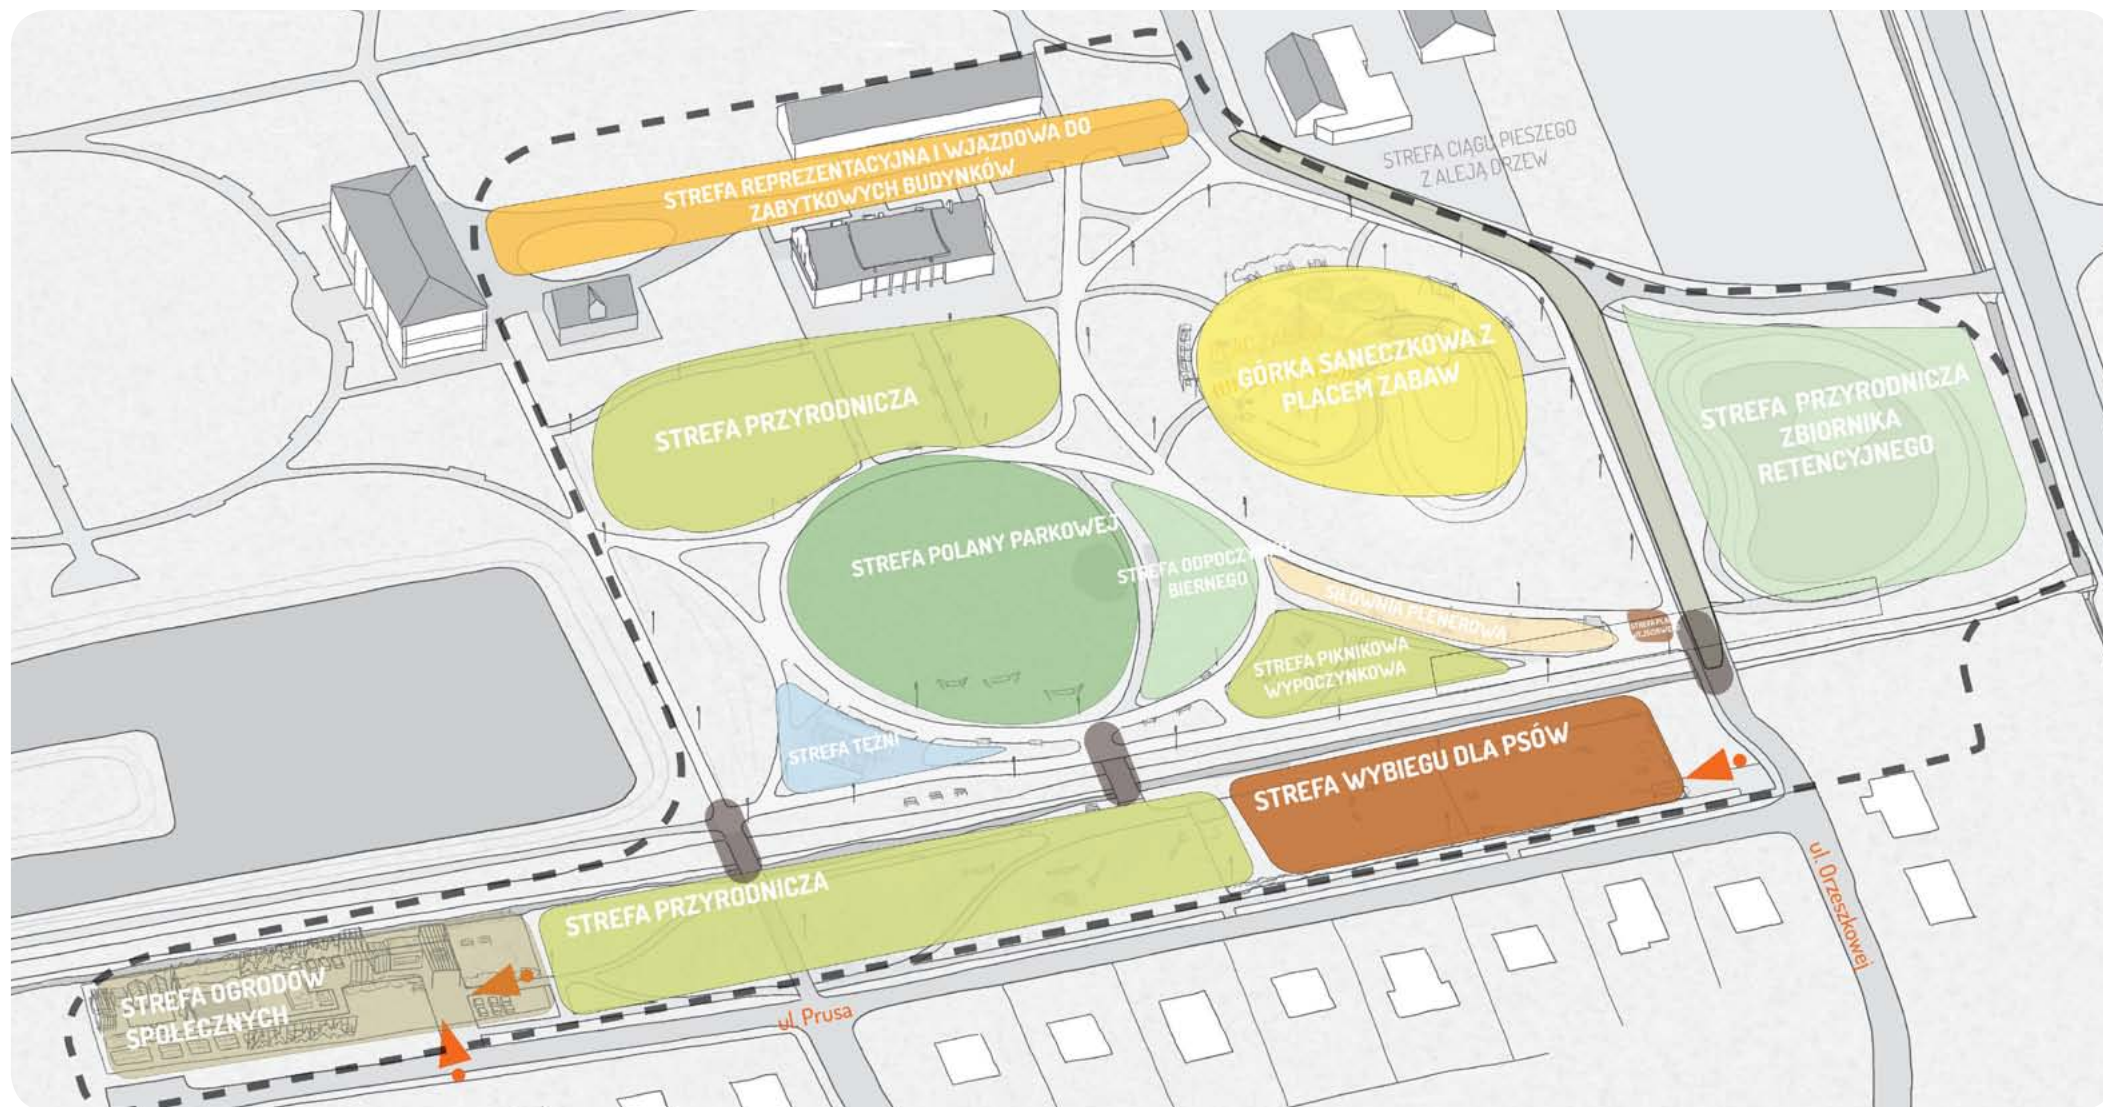 STREFA REPREZENTACYJNA I WJAZDOWA DO
ZABYTKOWYCH BUDYNKÓW
STREFA CIĄGU PIESZEGO
Z ALEJĄ DRZEW
GÓRKA SANECZKOWA Z
PLACEM ZABAW
STREFA PRZYRODNICZA
ZBIORNIKA
RETENCYJNEGO
STREFA PRZYRODNICZA
STREFA POLANY PARKOWEJ
STREFA
BIERNEGO
SIŁOWNIA PLENEROWA
STREFA PIKNIKOWA
WYPOCZYNKOWA
STREFA TĘŻNI
STREFA WYBIEGU DLA PSÓW
STREFA PRZYRODNICZA
STREFA OGRODÓW
SPOŁECZNYCH
ul. Prusa
ul. Orzeszkowej